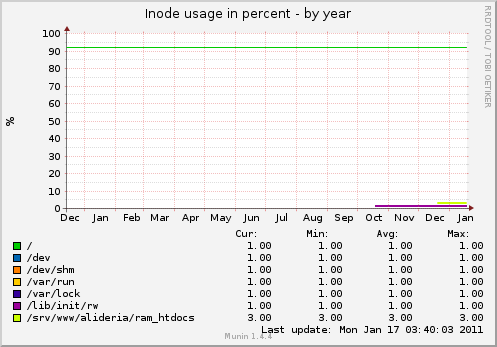 Inode usage in percent - by year
RRDTOOL / TOBI OETIKER
%
100
90
80
70
60
50
40
30
20
10
0
Dec Jan Feb Mar Apr May Jun Jul Aug Sep Oct Nov Dec Jan
Cur: Min: Avg: Max:
/ 1.00 1.00 1.00 1.00
/dev 1.00 1.00 1.00 1.00
/dev/shm 1.00 1.00 1.00 1.00
/var/run 1.00 1.00 1.00 1.00
/var/lock 1.00 1.00 1.00 1.00
/lib/init/rw 1.00 1.00 1.00 1.00
/srv/www/alideria/ram_htdocs 3.00 3.00 3.00 3.00
Last update: Mon Jan 17 03:40:03 2011
Munin 1.4.4